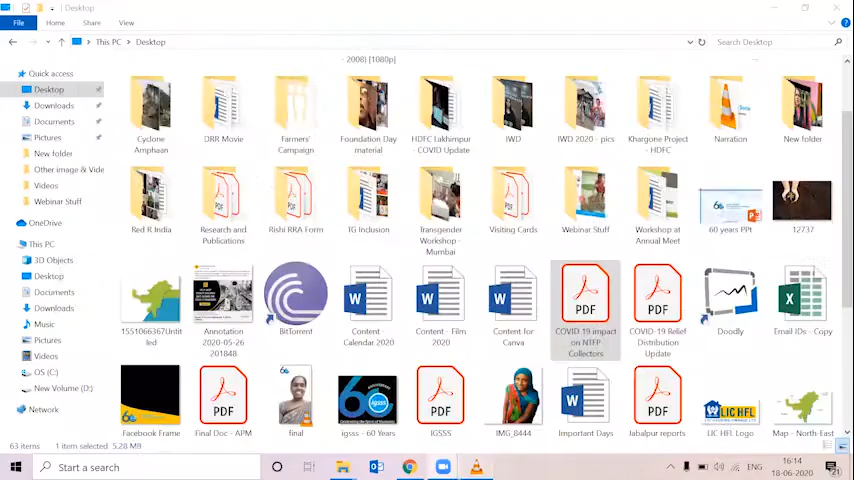 Desktop
File Home Share View
This PC Desktop
Search Desktop
- 2008) [1080p]
Quick access
Desktop
Downloads
Documents
Pictures
New folder
Other image & Vide
Videos
Webinar Stuff
OneDrive
This PC
3D Objects
Desktop
Documents
Downloads
Music
Pictures
Videos
OS (C:)
New Volume (D:)
Network
Cyclone
Amphaan
DRR Movie
Farmers'
Campaign
Foundation Day
material
HDFC Lakhimpur
- COVID Update
IWD
IWD 2020 - pics
Khargone Project
- HDFC
Narration
New folder
Red R India
Research and
Publications
Rishi RRA Form
TG Inclusion
Transgender
Workshop -
Mumbai
Visiting Cards
Webinar Stuff
Workshop at
Annual Meet
60 years PPt
12737
1551066367Untit
led
Annotation
2020-05-26
201848
BitTorrent
Content -
Calendar 2020
Content - Film
2020
Content for
Canva
PDF
COVID 19 impact
on NTFP
Collectors
PDF
COVID-19 Relief
Distribution
Update
Doodly
Email IDs - Copy
Facebook Frame
PDF
Final Doc - APM
final
igsss
igsss - 60 Years
PDF
IGSSS
IMG_8444
Important Days
PDF
Jabalpur reports
LIC HFL
LIC HFL Logo
Map - North-East
63 items 1 item selected 5.28 MB
Start a search
ENG
16:14
18-06-2020
21